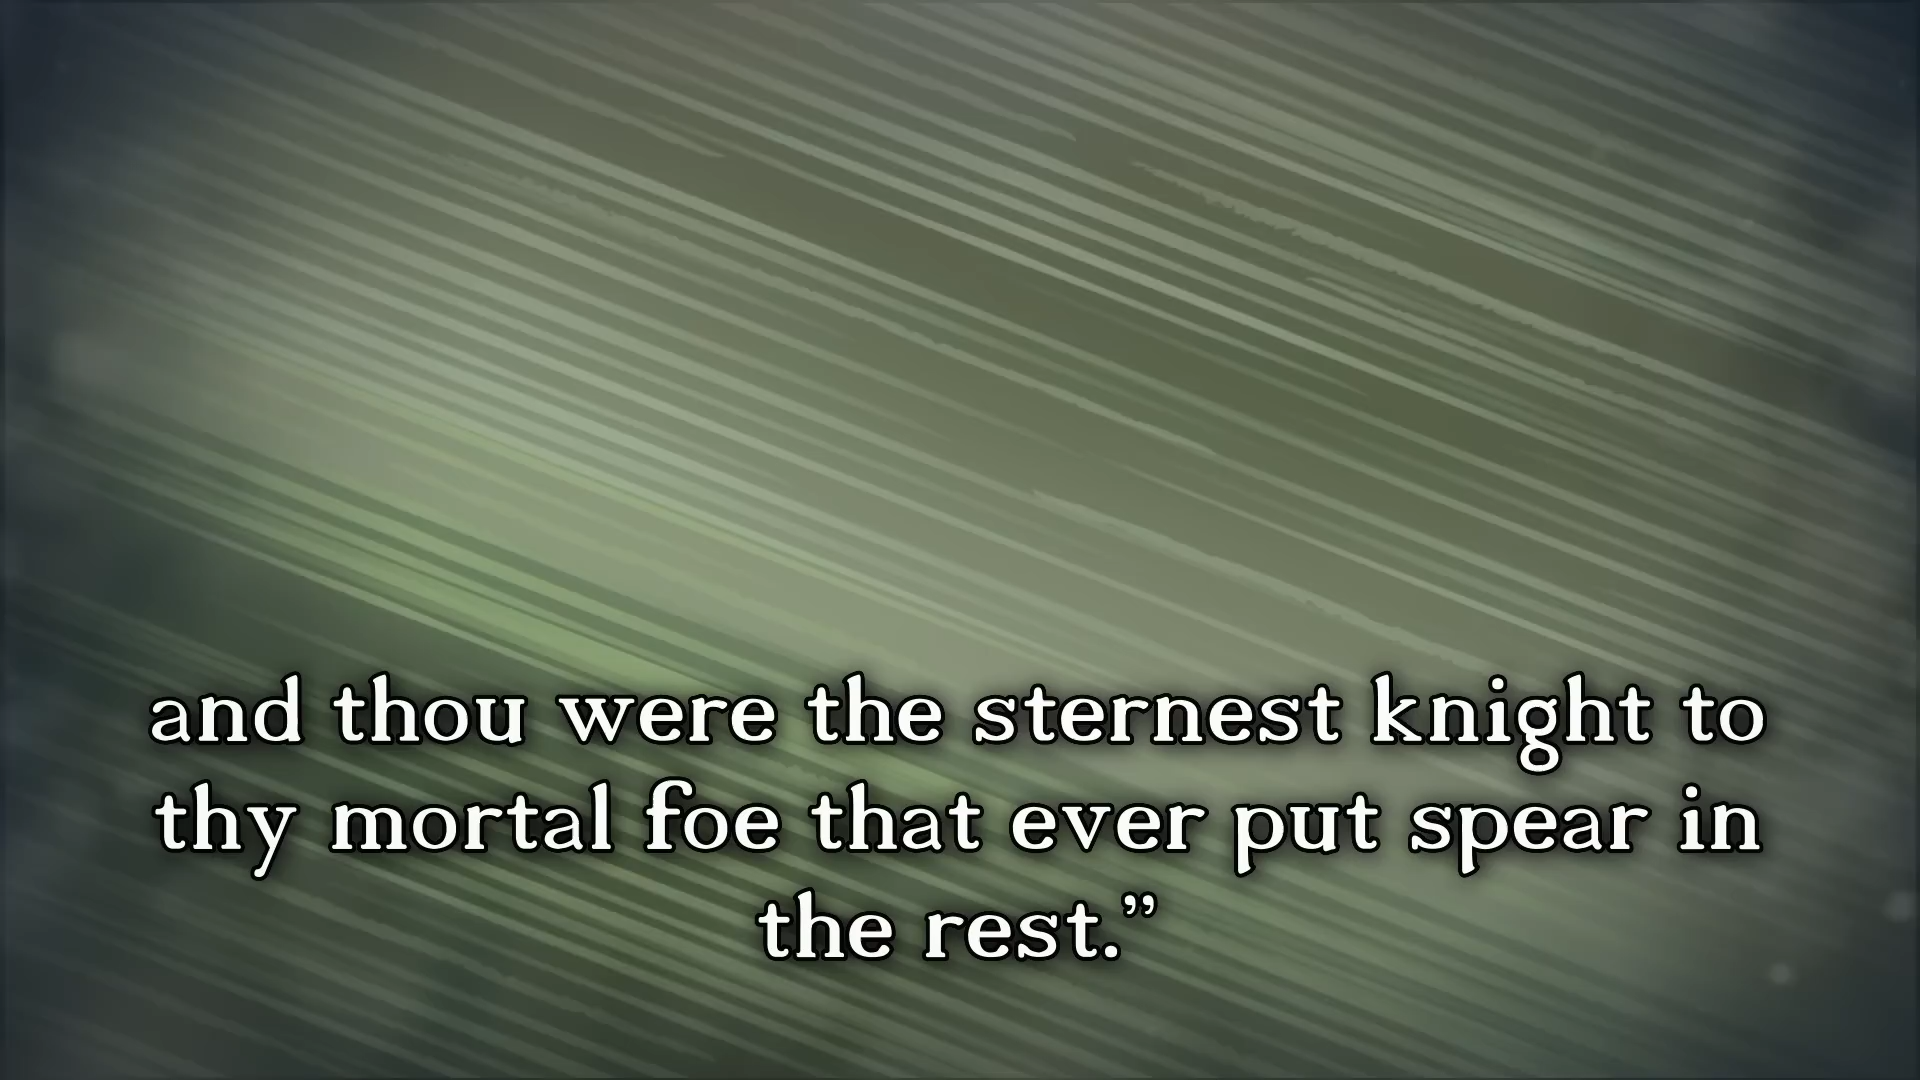 and thou were the sternest knight to
thy mortal foe that ever put spear in
the rest.”